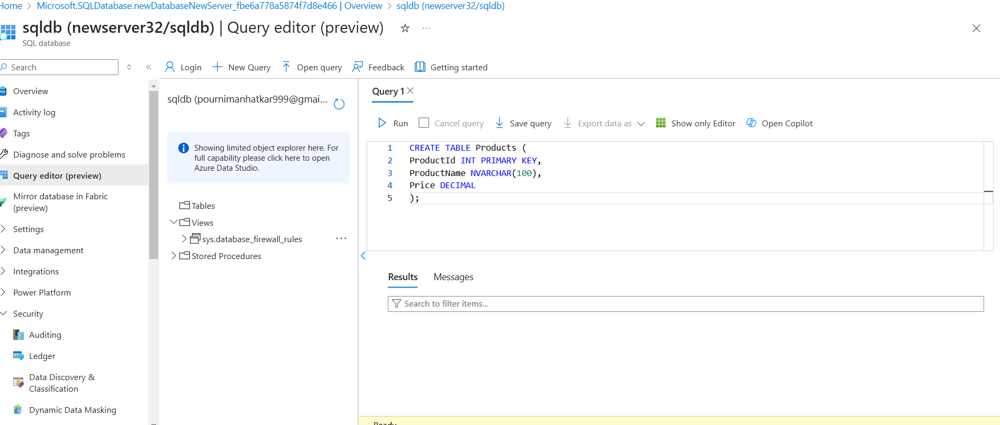 Home > Microsoft.SQLDatabase.newDatabaseNewServer_fbe6a778a5874f7d8e466 | Overview > sqldb (newserver32/sqldb)
sqldb (newserver32/sqldb) | Query editor (preview)
SQL database
Search
Login
New Query
Open query
Feedback
Getting started
Overview
Activity log
Tags
Diagnose and solve problems
Query editor (preview)
Mirror database in Fabric
(preview)
Settings
Data management
Integrations
Power Platform
Security
Auditing
Ledger
Data Discovery &
Classification
Dynamic Data Masking
sqldb (pournimanhatkar999@gmai...
Showing limited object explorer here. For
full capability please click here to open
Azure Data Studio.
Tables
Views
sys.database_firewall_rules
Stored Procedures
Query 1
Run
Cancel query
Save query
Export data as
Show only Editor
Open Copilot
1 CREATE TABLE Products (
2 ProductId INT PRIMARY KEY,
3 ProductName NVARCHAR(100),
4 Price DECIMAL
5 );
Results
Messages
Search to filter items...
Ready